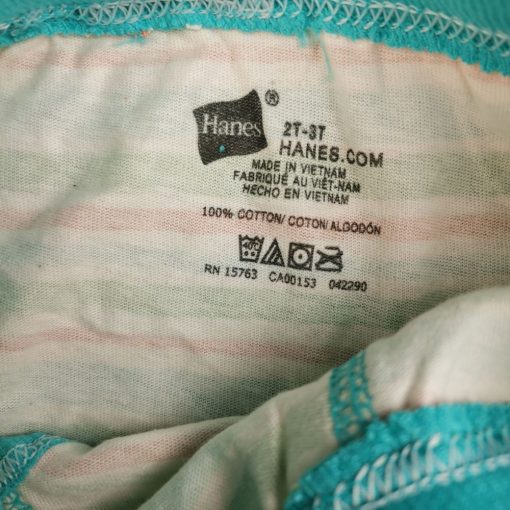 Hanes®
2T-3T
HANES.COM
MADE IN VIETNAM
FABRIQUÉ AU VIÊT-NAM
HECHO EN VIETNAM
100% COTTON/ COTON/ ALGODÓN
40C
RN 15763 CA00153 042290